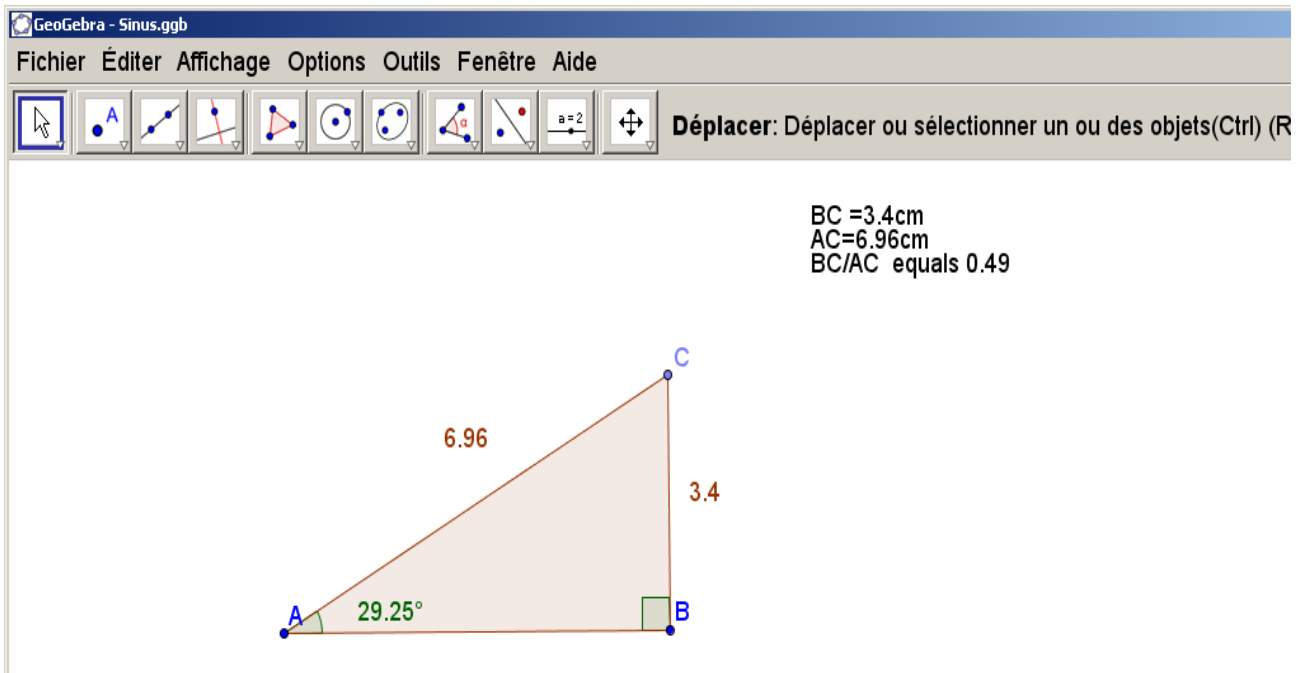 GeoGebra - Sinus.ggb
Fichier Éditer Affichage Options Outils Fenêtre Aide
A α a=2 Déplacer: Déplacer ou sélectionner un ou des objets(Ctrl) (R
BC =3.4cm
AC=6.96cm
BC/AC equals 0.49
C
6.96
3.4
A 29.25° B